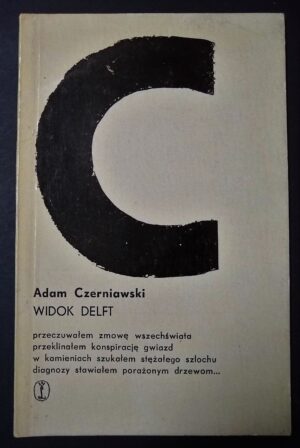 C
Adam Czerniawski
WIDOK DELFT
przeczuwałem zmowę wszechświata
przeklinałem konspirację gwiazd
w kamieniach szukałem stężałego szlochu
diagnozy stawiałem porażonym drzewom...